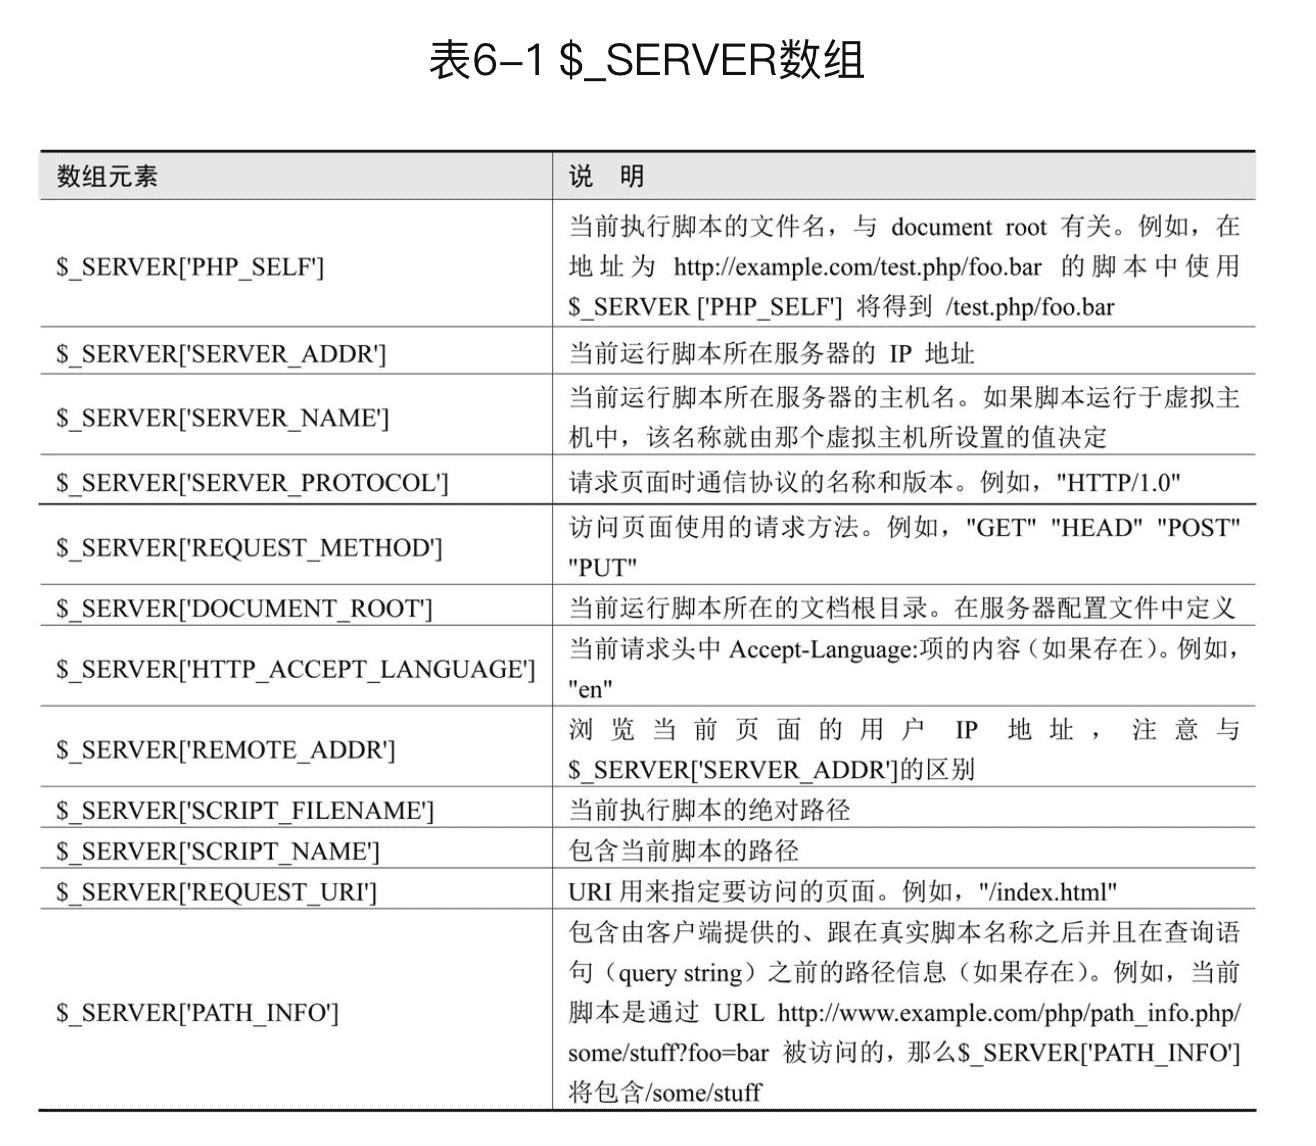 表6-1 $_SERVER数组
数组元素
说 明
$_SERVER['PHP_SELF']
当前执行脚本的文件名，与 document root 有关。例如，在
地址为 http://example.com/test.php/foo.bar 的脚本中使用
$_SERVER ['PHP_SELF'] 将得到 /test.php/foo.bar
$_SERVER['SERVER_ADDR']
当前运行脚本所在服务器的 IP 地址
$_SERVER['SERVER_NAME']
当前运行脚本所在服务器的主机名。如果脚本运行于虚拟主
机中，该名称就由那个虚拟主机所设置的值决定
$_SERVER['SERVER_PROTOCOL']
请求页面时通信协议的名称和版本。例如，"HTTP/1.0"
$_SERVER['REQUEST_METHOD']
访问页面使用的请求方法。例如，"GET" "HEAD" "POST"
"PUT"
$_SERVER['DOCUMENT_ROOT']
当前运行脚本所在的文档根目录。在服务器配置文件中定义
$_SERVER['HTTP_ACCEPT_LANGUAGE']
当前请求头中 Accept-Language:项的内容（如果存在）。例如，
"en"
$_SERVER['REMOTE_ADDR']
浏览当前页面的用户 IP 地址，注意与
$_SERVER['SERVER_ADDR']的区别
$_SERVER['SCRIPT_FILENAME']
当前执行脚本的绝对路径
$_SERVER['SCRIPT_NAME']
包含当前脚本的路径
$_SERVER['REQUEST_URI']
URI 用来指定要访问的页面。例如，"/index.html"
$_SERVER['PATH_INFO']
包含由客户端提供的、跟在真实脚本名称之后并且在查询语
句（query string）之前的路径信息（如果存在）。例如，当前
脚本是通过 URL http://www.example.com/php/path_info.php/
some/stuff?foo=bar 被访问的，那么$_SERVER['PATH_INFO']
将包含/some/stuff